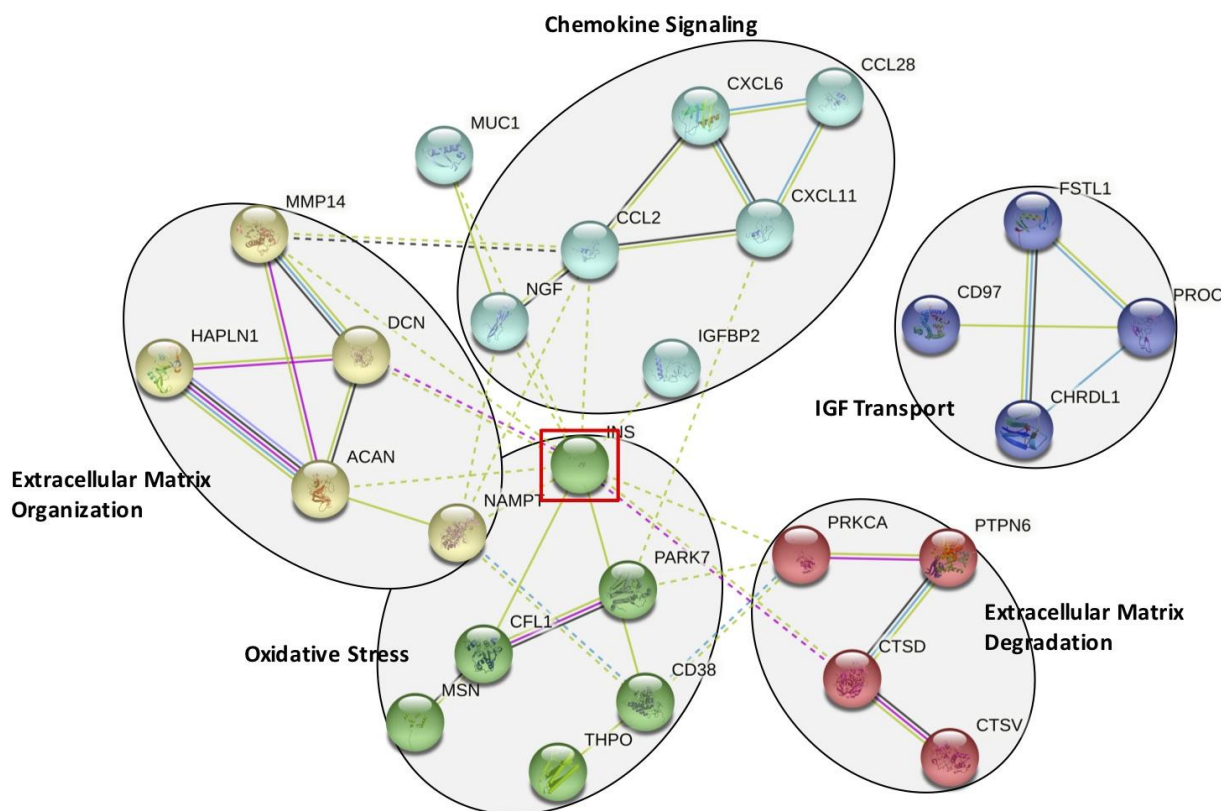 Chemokine Signaling
CCL28
CXCL6
MUC1
FSTL1
MMP14
CXCL11
CCL2
CD97
PROC
NGF
DCN
HAPLN1
IGFBP2
CHRDL1
IGF Transport
INS
ACAN
Extracellular Matrix
Organization
NAMPT
PRKCA
PTPN6
PARK7
Extracellular Matrix
Degradation
CFL1
Oxidative Stress
CTSD
CD38
MSN
CTSV
THPO